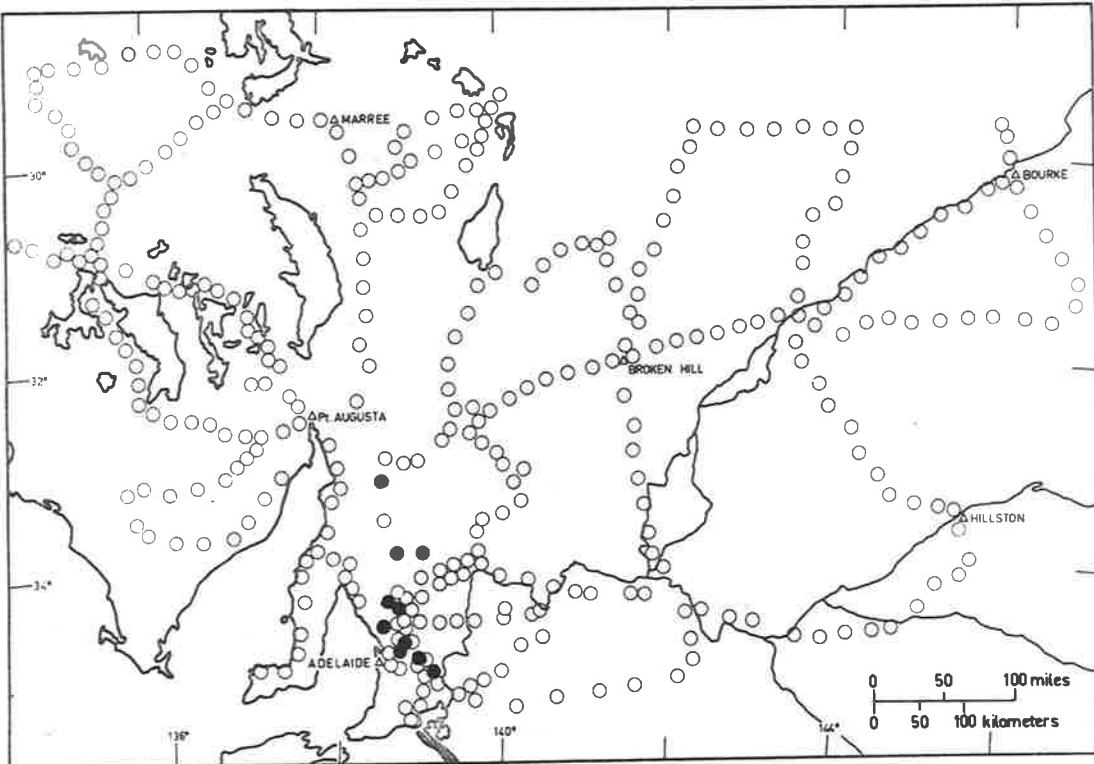 MARREE
30°
BOURKE
32°
BROKEN HILL
Pt. AUGUSTA
HILLSTON
34°
ADELAIDE
0 50 100 miles
0 50 100 kilometers
136° 140° 144°